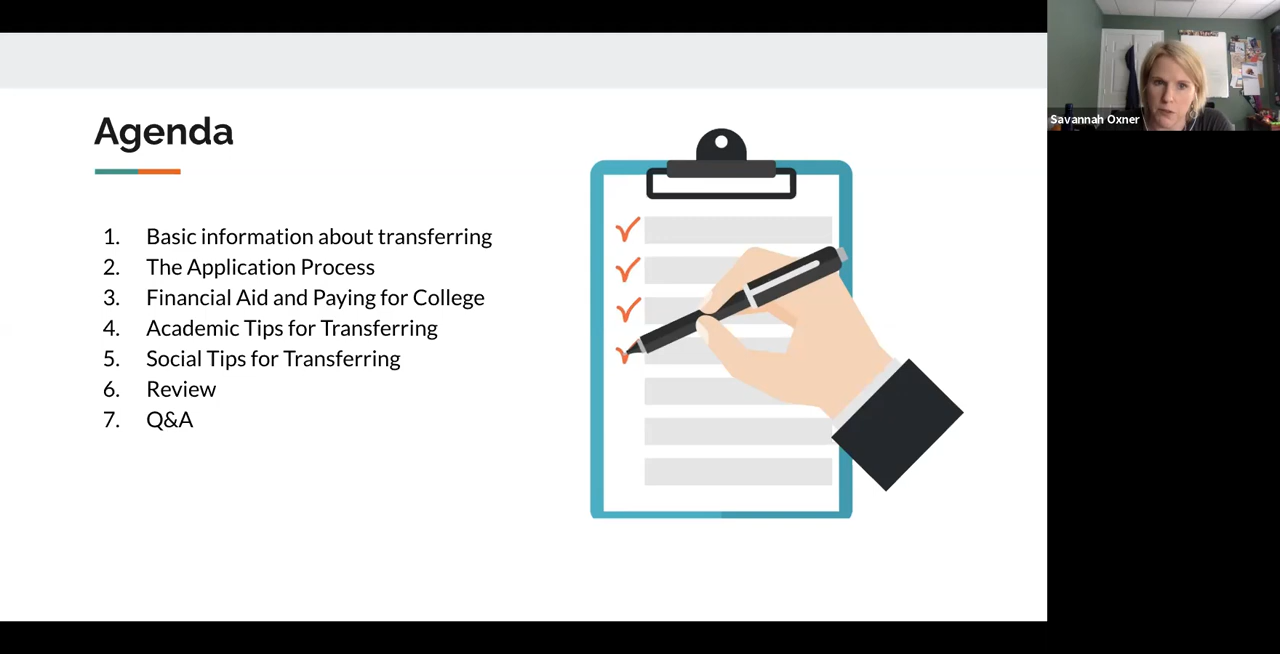 Agenda
1. Basic information about transferring
2. The Application Process
3. Financial Aid and Paying for College
4. Academic Tips for Transferring
5. Social Tips for Transferring
6. Review
7. Q&A
Savannah Oxner